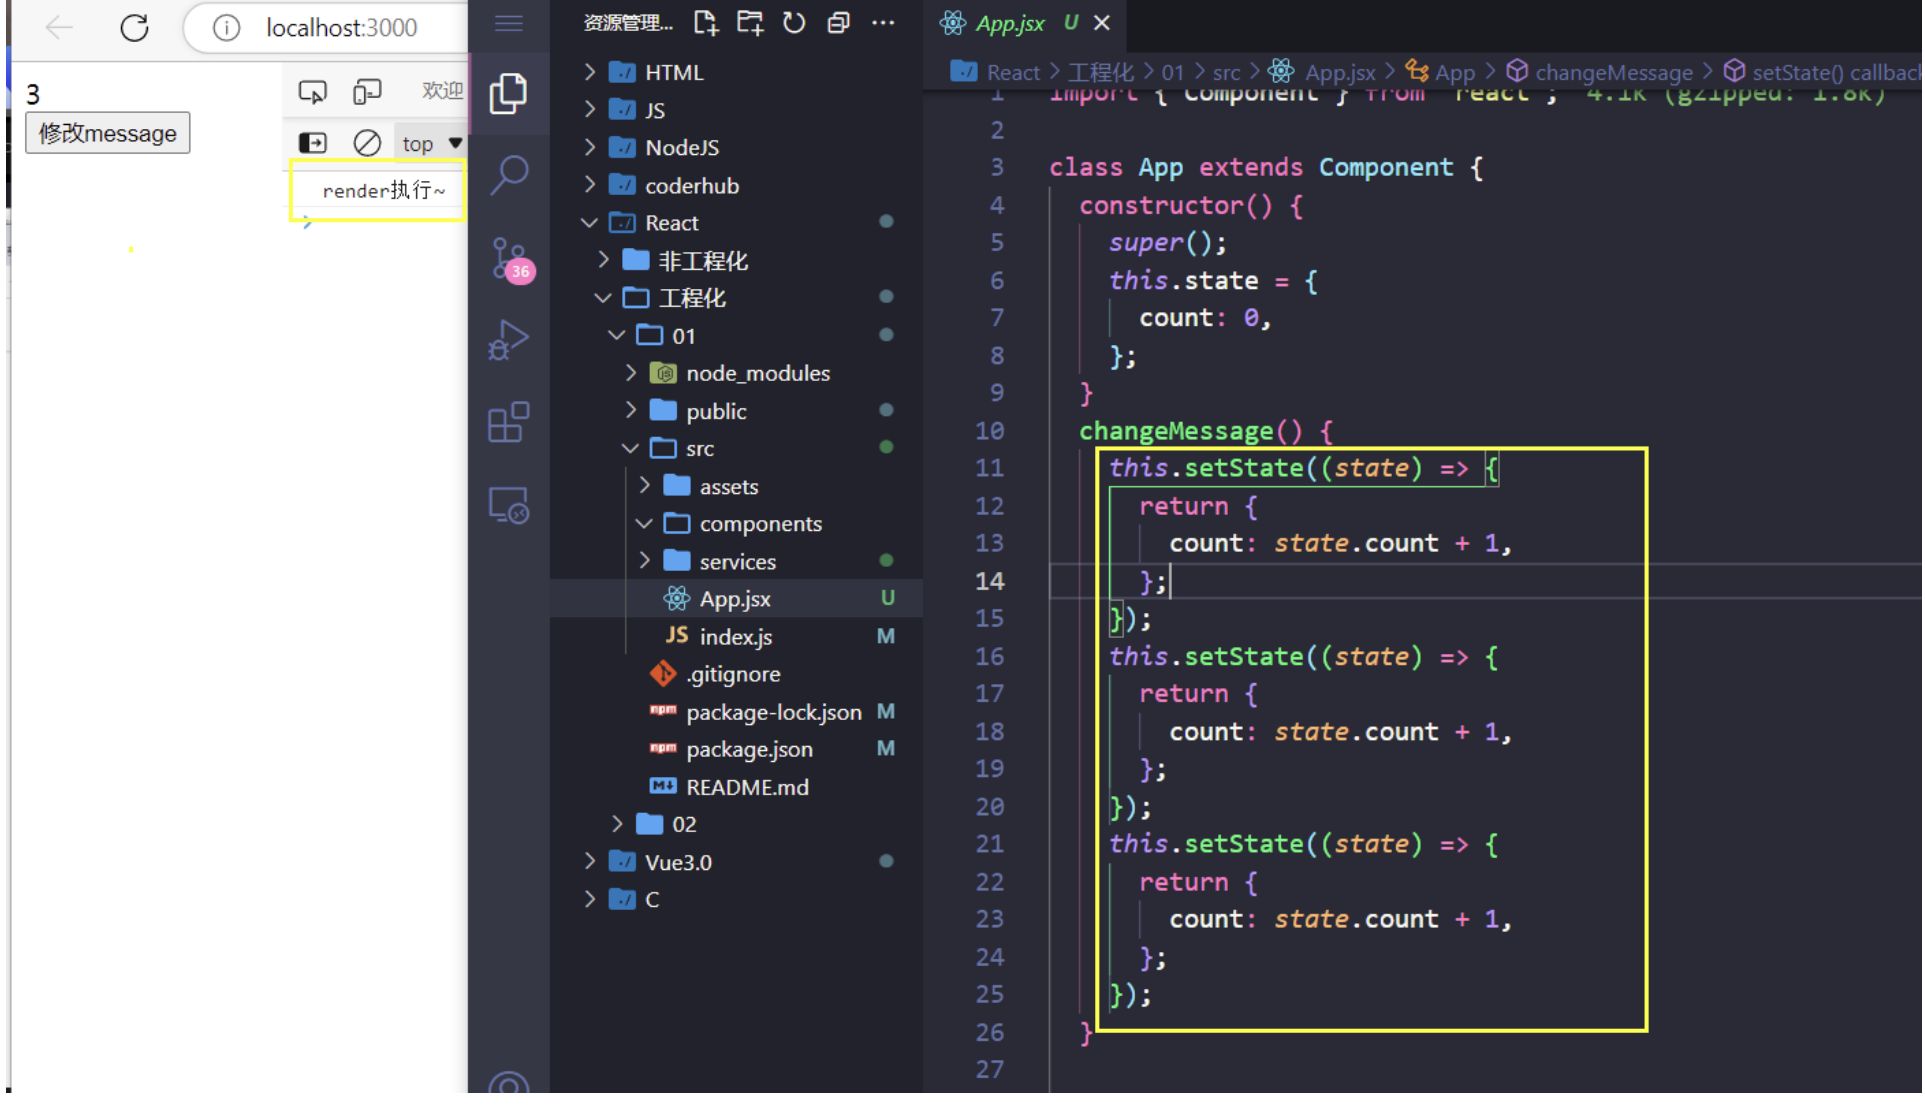 localhost:3000
3
修改message
欢迎
top
render执行~
36
资源管理...
HTML
JS
NodeJS
coderhub
React
非工程化
工程化
01
node_modules
public
src
assets
components
services
App.jsx U
JS index.js M
.gitignore
package-lock.json M
package.json M
README.md
02
Vue3.0
C
App.jsx U
React > 工程化 > 01 > src > App.jsx > App > changeMessage > setState() callback
1 import { Component } from "react"; 4.1k (gzipped: 1.8k)
2
3 class App extends Component {
4 constructor() {
5 super();
6 this.state = {
7 count: 0,
8 };
9 }
10 changeMessage() {
11 this.setState((state) => {
12 return {
13 count: state.count + 1,
14 };
15 });
16 this.setState((state) => {
17 return {
18 count: state.count + 1,
19 };
20 });
21 this.setState((state) => {
22 return {
23 count: state.count + 1,
24 };
25 });
26 }
27